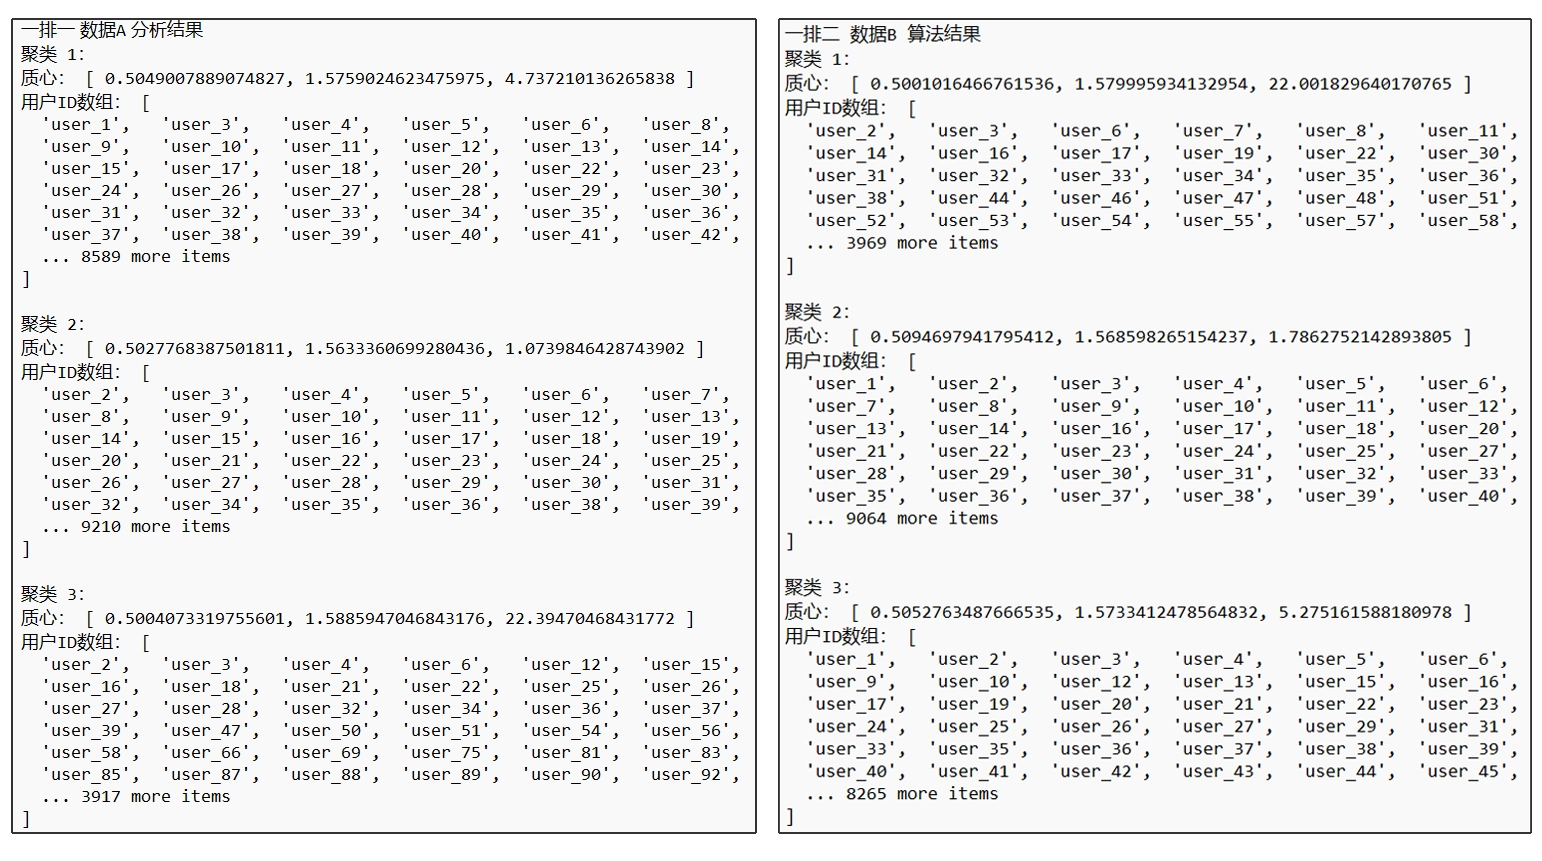 一排一 数据A 分析结果
聚类 1:
质心: [ 0.5049007889074827, 1.5759024623475975, 4.737210136265838 ]
用户ID数组: [
'user_1', 'user_3', 'user_4', 'user_5', 'user_6', 'user_8',
'user_9', 'user_10', 'user_11', 'user_12', 'user_13', 'user_14',
'user_15', 'user_17', 'user_18', 'user_20', 'user_22', 'user_23',
'user_24', 'user_26', 'user_27', 'user_28', 'user_29', 'user_30',
'user_31', 'user_32', 'user_33', 'user_34', 'user_35', 'user_36',
'user_37', 'user_38', 'user_39', 'user_40', 'user_41', 'user_42',
... 8589 more items
]
聚类 2:
质心: [ 0.5027768387501811, 1.5633360699280436, 1.0739846428743902 ]
用户ID数组: [
'user_2', 'user_3', 'user_4', 'user_5', 'user_6', 'user_7',
'user_8', 'user_9', 'user_10', 'user_11', 'user_12', 'user_13',
'user_14', 'user_15', 'user_16', 'user_17', 'user_18', 'user_19',
'user_20', 'user_21', 'user_22', 'user_23', 'user_24', 'user_25',
'user_26', 'user_27', 'user_28', 'user_29', 'user_30', 'user_31',
'user_32', 'user_34', 'user_35', 'user_36', 'user_38', 'user_39',
... 9210 more items
]
聚类 3:
质心: [ 0.5004073319755601, 1.5885947046843176, 22.39470468431772 ]
用户ID数组: [
'user_2', 'user_3', 'user_4', 'user_6', 'user_12', 'user_15',
'user_16', 'user_18', 'user_21', 'user_22', 'user_25', 'user_26',
'user_27', 'user_28', 'user_32', 'user_34', 'user_36', 'user_37',
'user_39', 'user_47', 'user_50', 'user_51', 'user_54', 'user_56',
'user_58', 'user_66', 'user_69', 'user_75', 'user_81', 'user_83',
'user_85', 'user_87', 'user_88', 'user_89', 'user_90', 'user_92',
... 3917 more items
]
一排二 数据B 算法结果
聚类 1:
质心: [ 0.5001016466761536, 1.579995934132954, 22.001829640170765 ]
用户ID数组: [
'user_2', 'user_3', 'user_6', 'user_7', 'user_8', 'user_11',
'user_14', 'user_16', 'user_17', 'user_19', 'user_22', 'user_30',
'user_31', 'user_32', 'user_33', 'user_34', 'user_35', 'user_36',
'user_38', 'user_44', 'user_46', 'user_47', 'user_48', 'user_51',
'user_52', 'user_53', 'user_54', 'user_55', 'user_57', 'user_58',
... 3969 more items
]
聚类 2:
质心: [ 0.5094697941795412, 1.568598265154237, 1.7862752142893805 ]
用户ID数组: [
'user_1', 'user_2', 'user_3', 'user_4', 'user_5', 'user_6',
'user_7', 'user_8', 'user_9', 'user_10', 'user_11', 'user_12',
'user_13', 'user_14', 'user_16', 'user_17', 'user_18', 'user_20',
'user_21', 'user_22', 'user_23', 'user_24', 'user_25', 'user_27',
'user_28', 'user_29', 'user_30', 'user_31', 'user_32', 'user_33',
'user_35', 'user_36', 'user_37', 'user_38', 'user_39', 'user_40',
... 9064 more items
]
聚类 3:
质心: [ 0.5052763487666535, 1.5733412478564832, 5.275161588180978 ]
用户ID数组: [
'user_1', 'user_2', 'user_3', 'user_4', 'user_5', 'user_6',
'user_9', 'user_10', 'user_12', 'user_13', 'user_15', 'user_16',
'user_17', 'user_19', 'user_20', 'user_21', 'user_22', 'user_23',
'user_24', 'user_25', 'user_26', 'user_27', 'user_29', 'user_31',
'user_33', 'user_35', 'user_36', 'user_37', 'user_38', 'user_39',
'user_40', 'user_41', 'user_42', 'user_43', 'user_44', 'user_45',
... 8265 more items
]